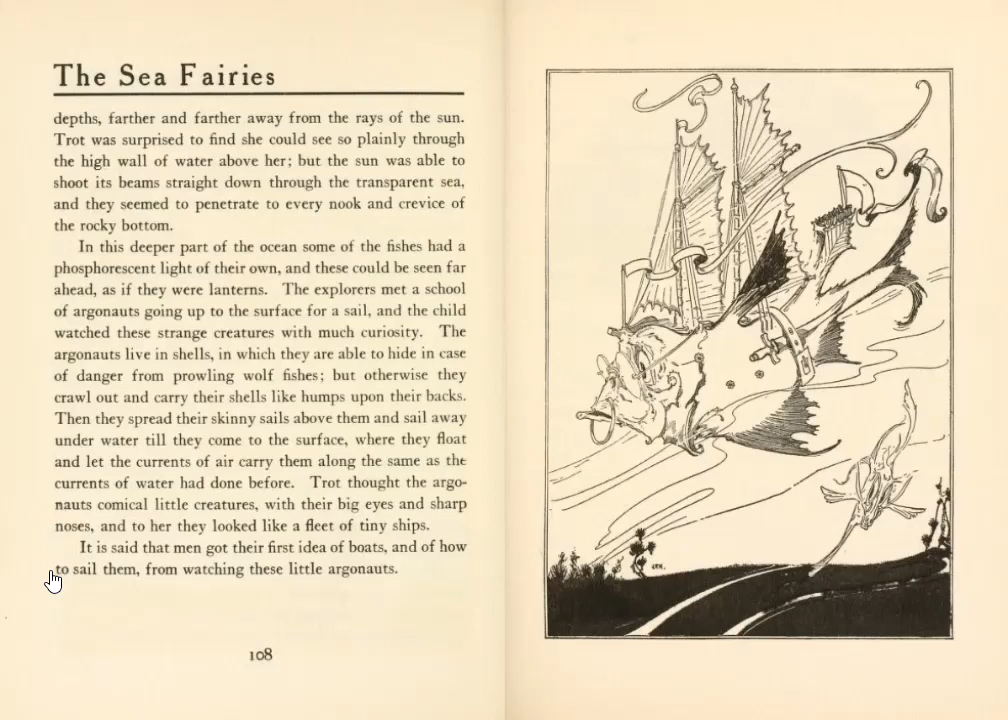 The Sea Fairies
depths, farther and farther away from the rays of the sun.
Trot was surprised to find she could see so plainly through
the high wall of water above her; but the sun was able to
shoot its beams straight down through the transparent sea,
and they seemed to penetrate to every nook and crevice of
the rocky bottom.
In this deeper part of the ocean some of the fishes had a
phosphorescent light of their own, and these could be seen far
ahead, as if they were lanterns. The explorers met a school
of argonauts going up to the surface for a sail, and the child
watched these strange creatures with much curiosity. The
argonauts live in shells, in which they are able to hide in case
of danger from prowling wolf fishes; but otherwise they
crawl out and carry their shells like humps upon their backs.
Then they spread their skinny sails above them and sail away
under water till they come to the surface, where they float
and let the currents of air carry them along the same as the
currents of water had done before. Trot thought the argo-
nauts comical little creatures, with their big eyes and sharp
noses, and to her they looked like a fleet of tiny ships.
It is said that men got their first idea of boats, and of how
to sail them, from watching these little argonauts.
108